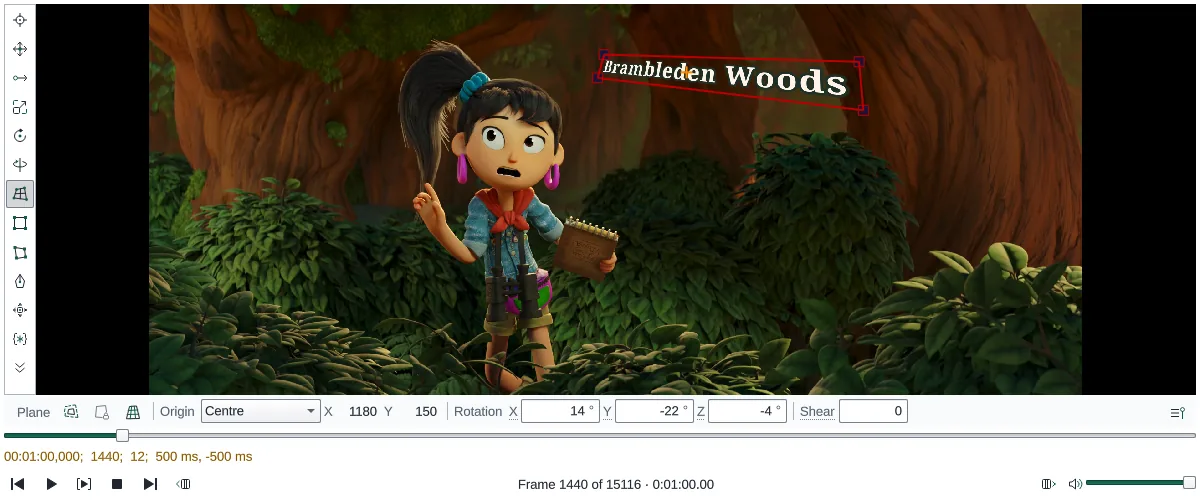 Brambleden Woods
Plane Origin Centre X 1180 Y 150 Rotation X 14 ° Y -22 ° Z -4 ° Shear 0
00:01:00,000; 1440; 12; 500 ms, -500 ms
Frame 1440 of 15116 · 0:01:00.00